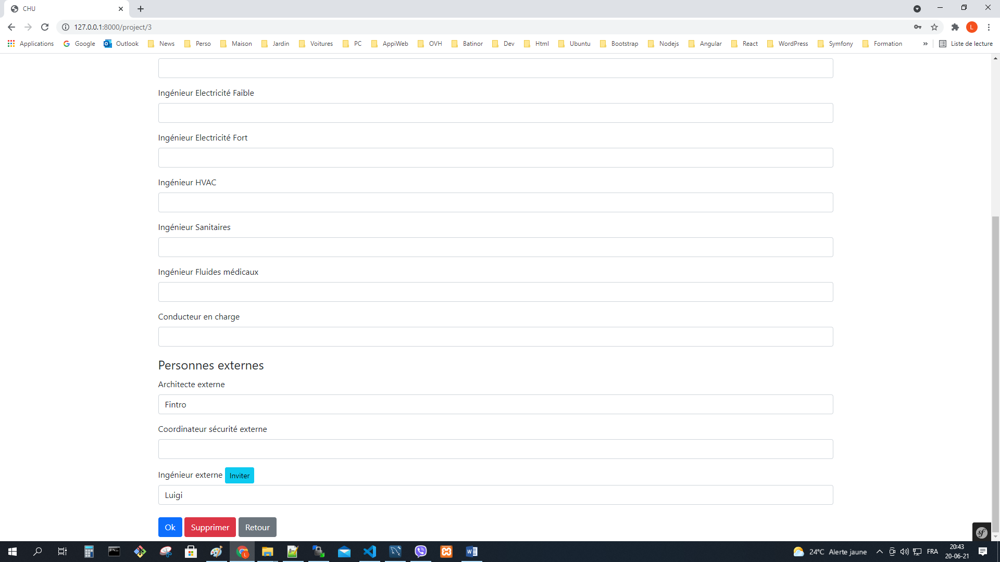 CHU
127.0.0.1:8000/project/3
L
Applications Google Outlook News Perso Maison Jardin Voitures PC AppiWeb OVH Batinor Dev Html Ubuntu Bootstrap Nodejs Angular React WordPress Symfony Formation » Liste de lecture
Ingénieur Electricité Faible
Ingénieur Electricité Fort
Ingénieur HVAC
Ingénieur Sanitaires
Ingénieur Fluides médicaux
Conducteur en charge
Personnes externes
Architecte externe
Fintro
Coordinateur sécurité externe
Ingénieur externe Inviter
Luigi
Ok Supprimer Retour
sf
24°C Alerte jaune FRA 20:43
20-06-21